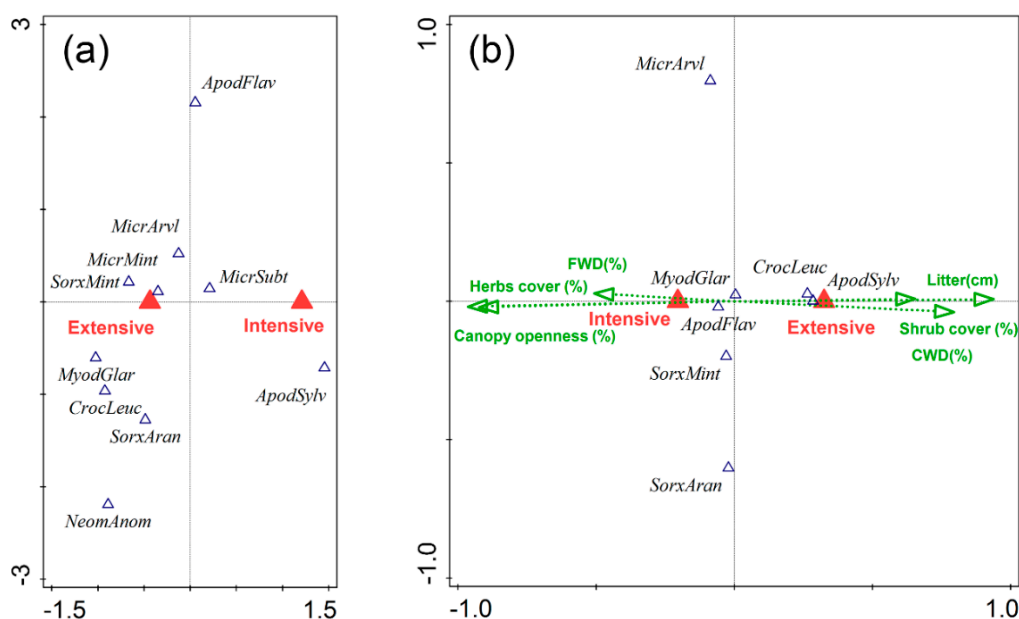 (a)
3
ApodFlav
MicrArvl
MicrMint
SorxMint
MicrSubt
Extensive
Intensive
MyodGlar
ApodSylv
CrocLeuc
SorxAran
NeomAnom
-3
-1.5
1.5
(b)
1.0
MicrArvl
FWD(%)
MyodGlar
CrocLeuc
ApodSylv
Litter(cm)
Herbs cover (%)
Intensive
ApodFlav
Extensive
Shrub cover (%)
Canopy openness (%)
CWD(%)
SorxMint
SorxAran
-1.0
-1.0
1.0